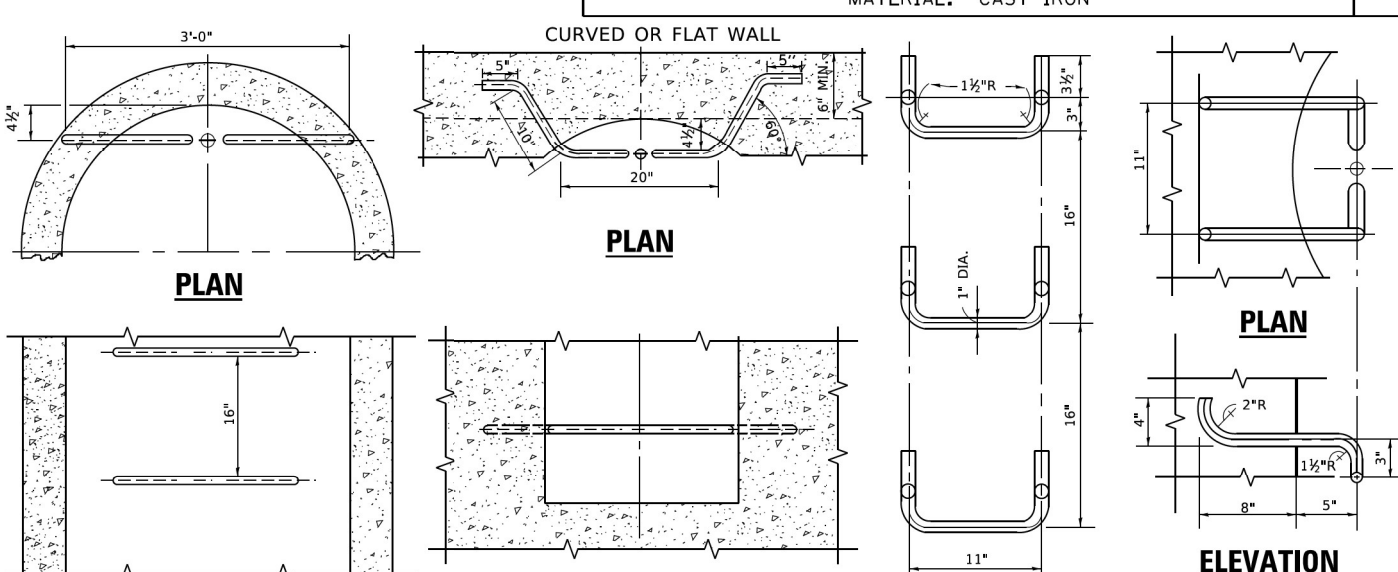 MATERIAL: CAST IRON
3'-0"
4½"
PLAN
16"
CURVED OR FLAT WALL
5"
5"
6" MIN.
10"
4½"
60°
20"
PLAN
1½"R
3½"
3"
16"
1" DIA.
16"
11"
11"
PLAN
4"
2"R
1½"R
3"
8"
5"
ELEVATION